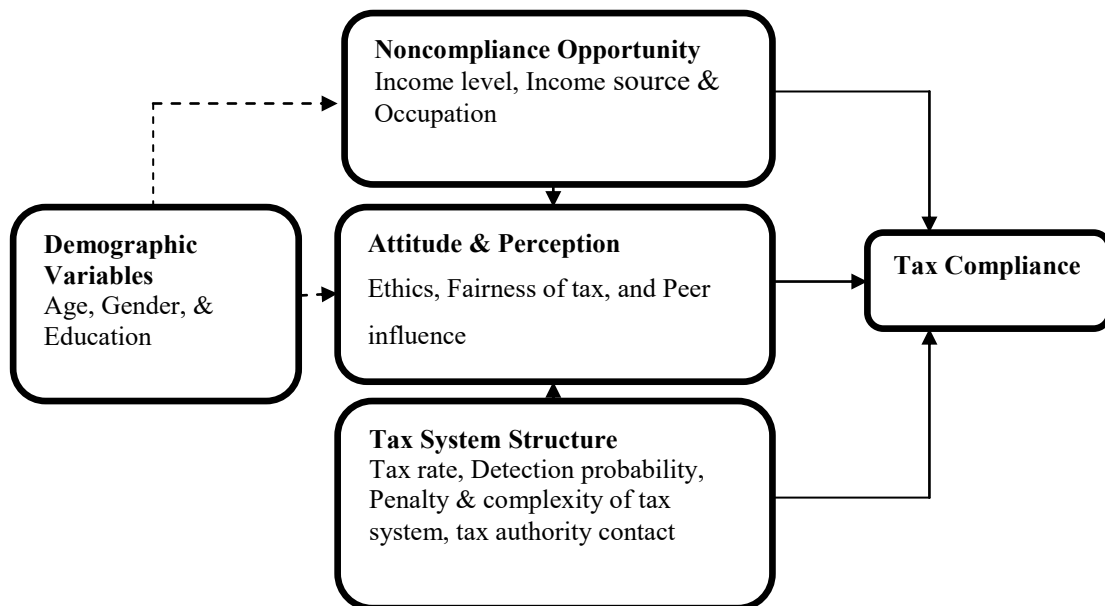 Noncompliance Opportunity
Income level, Income source &
Occupation
Demographic
Variables
Age, Gender, &
Education
Attitude & Perception
Ethics, Fairness of tax, and Peer
influence
Tax Compliance
Tax System Structure
Tax rate, Detection probability,
Penalty & complexity of tax
system, tax authority contact